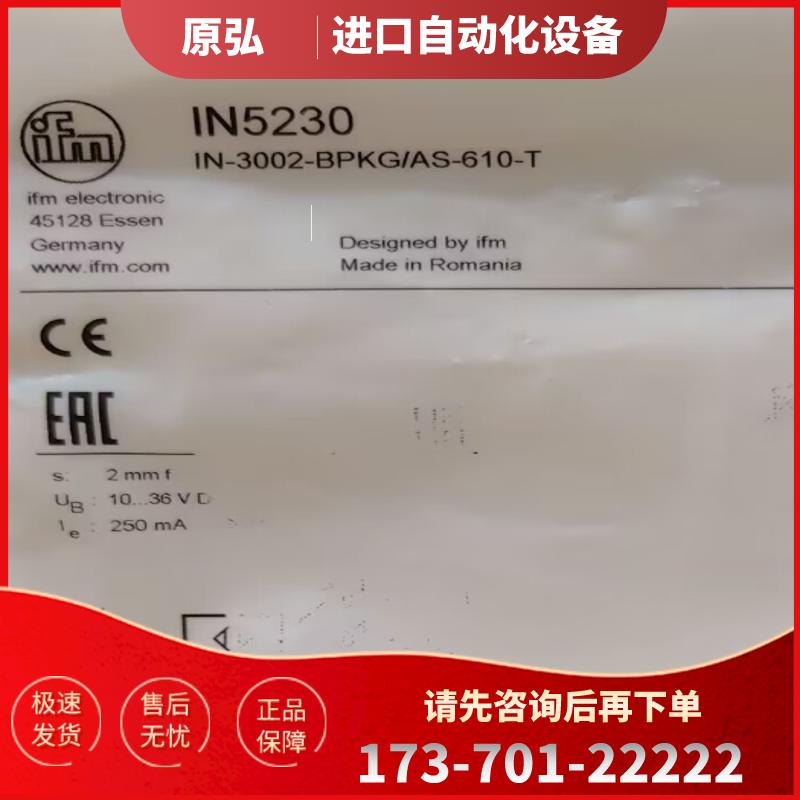 原弘 进口自动化设备
ifm
IN5230
IN-3002-BPKG/AS-610-T
ifm electronic
45128 Essen
Germany
www.ifm.com
Designed by ifm
Made in Romania
CE
EAC
s: 2 mm f
UB : 10...36 V D
Ie : 250 mA
极速发货
售后无忧
正品保障
请先咨询后再下单
173-701-22222